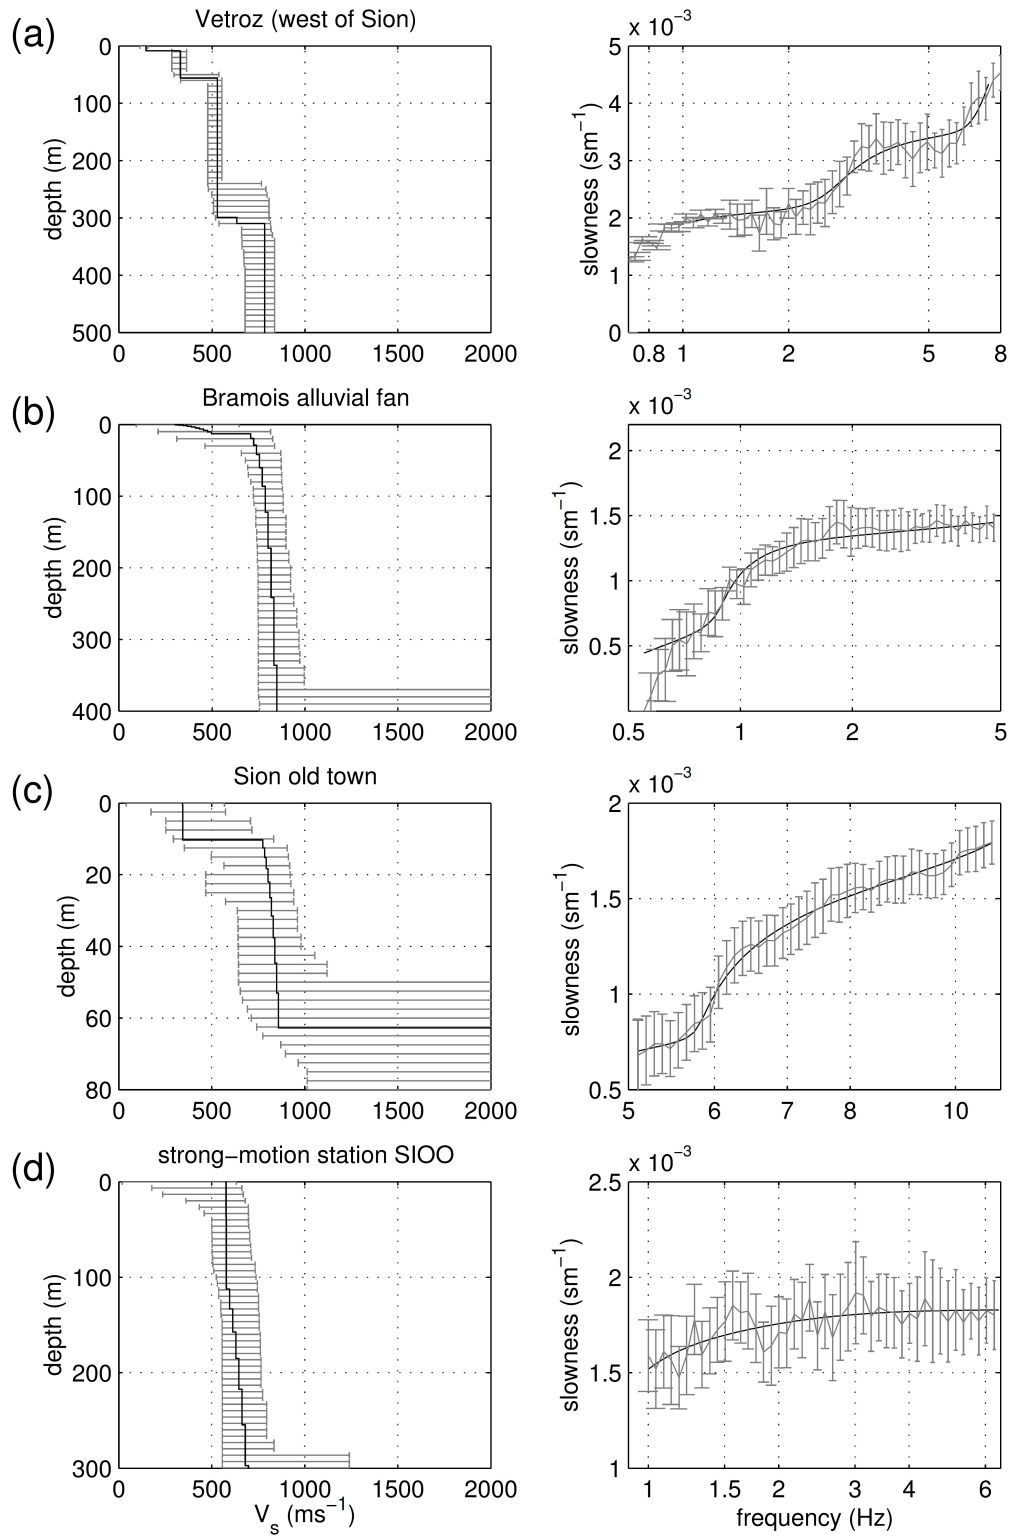 (a)
Vetroz (west of Sion)
0
100
200
300
400
500
depth (m)
0 500 1000 1500 2000
x 10⁻³
5
4
3
2
1
0
slowness (sm⁻¹)
0.8 1 2 5 8
(b)
Bramois alluvial fan
0
100
200
300
400
depth (m)
0 500 1000 1500 2000
x 10⁻³
2
1.5
1
0.5
slowness (sm⁻¹)
0.5 1 2 5
(c)
Sion old town
0
20
40
60
80
depth (m)
0 500 1000 1500 2000
x 10⁻³
2
1.5
1
0.5
slowness (sm⁻¹)
5 6 7 8 10
(d)
strong−motion station SIOO
0
100
200
300
depth (m)
0 500 1000 1500 2000
Vₛ (ms⁻¹)
x 10⁻³
2.5
2
1.5
1
slowness (sm⁻¹)
1 1.5 2 3 4 6
frequency (Hz)